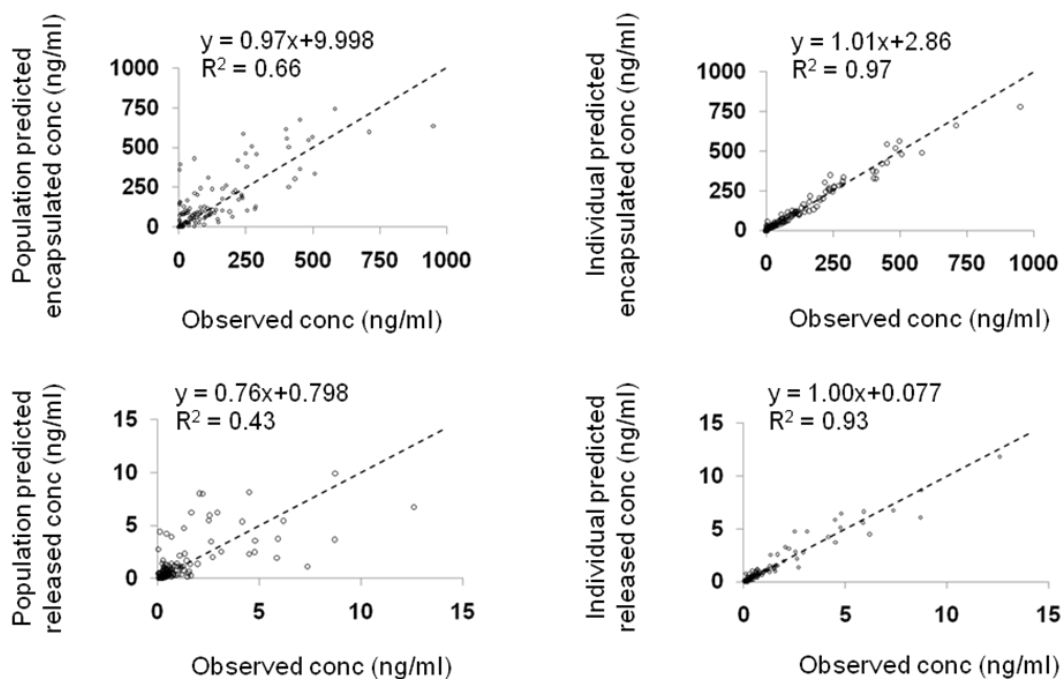 Population predicted
encapsulated conc (ng/ml)
y = 0.97x+9.998
R² = 0.66
1000
750
500
250
0
0 250 500 750 1000
Observed conc (ng/ml)
Individual predicted
encapsulated conc (ng/ml)
y = 1.01x+2.86
R² = 0.97
1000
750
500
250
0
0 250 500 750 1000
Observed conc (ng/ml)
Population predicted
released conc (ng/ml)
y = 0.76x+0.798
R² = 0.43
15
10
5
0
0 5 10 15
Observed conc (ng/ml)
Individual predicted
released conc (ng/ml)
y = 1.00x+0.077
R² = 0.93
15
10
5
0
0 5 10 15
Observed conc (ng/ml)